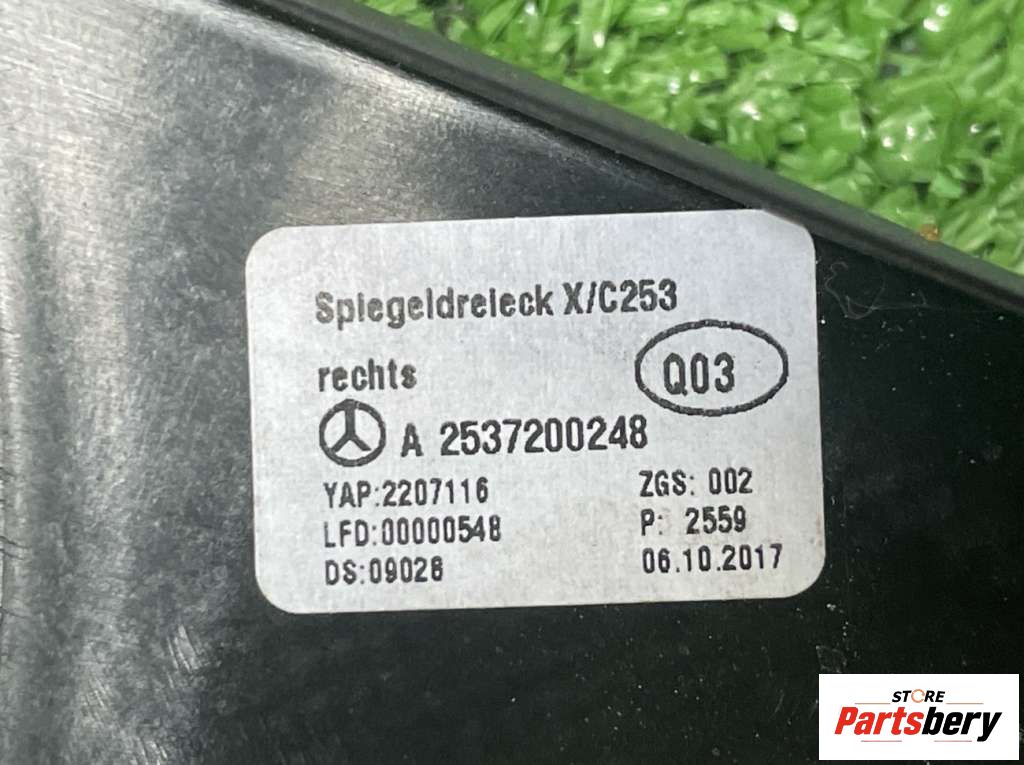 Spiegeldreieck X/C253
rechts
Q03
A 2537200248
YAP:2207116
ZGS: 002
LFD:00000548
P: 2559
DS:09026
06.10.2017
STORE
Partsbery